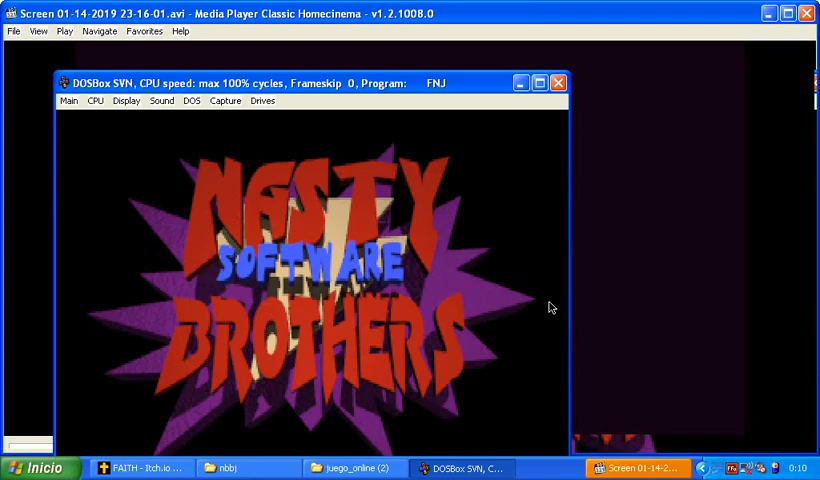 Screen 01-14-2019 23-16-01.avi - Media Player Classic Homecinema - v1.2.1008.0
File View Play Navigate Favorites Help
DOSBox SVN, CPU speed: max 100% cycles, Frameskip 0, Program: FNJ
Main CPU Display Sound DOS Capture Drives
NASTY
SOFTWARE
BROTHERS
Inicio
FAITH - Itch.io ...
nbbj
juego_online (2)
DOSBox SVN, C...
Screen 01-14-2...
0:10